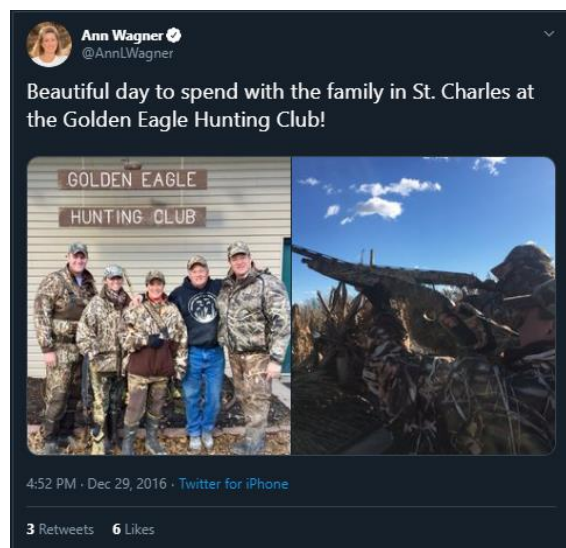 Ann Wagner
@AnnLWagner
Beautiful day to spend with the family in St. Charles at
the Golden Eagle Hunting Club!
GOLDEN EAGLE
HUNTING CLUB
4:52 PM · Dec 29, 2016 · Twitter for iPhone
3 Retweets 6 Likes